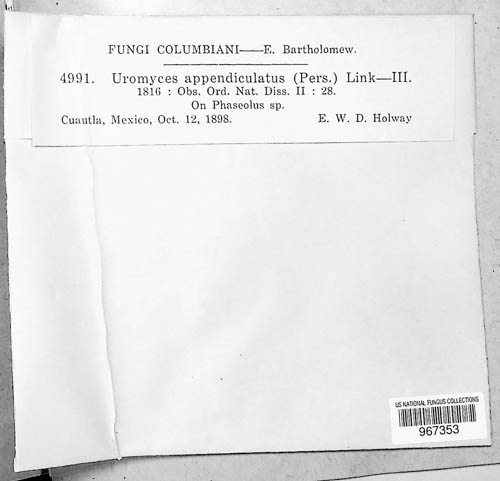 FUNGI COLUMBIANI—E. Bartholomew.
4991. Uromyces appendiculatus (Pers.) Link—III.
1816 : Obs. Ord. Nat. Diss. II : 28.
On Phaseolus sp.
Cuautla, Mexico, Oct. 12, 1898. E. W. D. Holway
US NATIONAL FUNGUS COLLECTIONS
967353